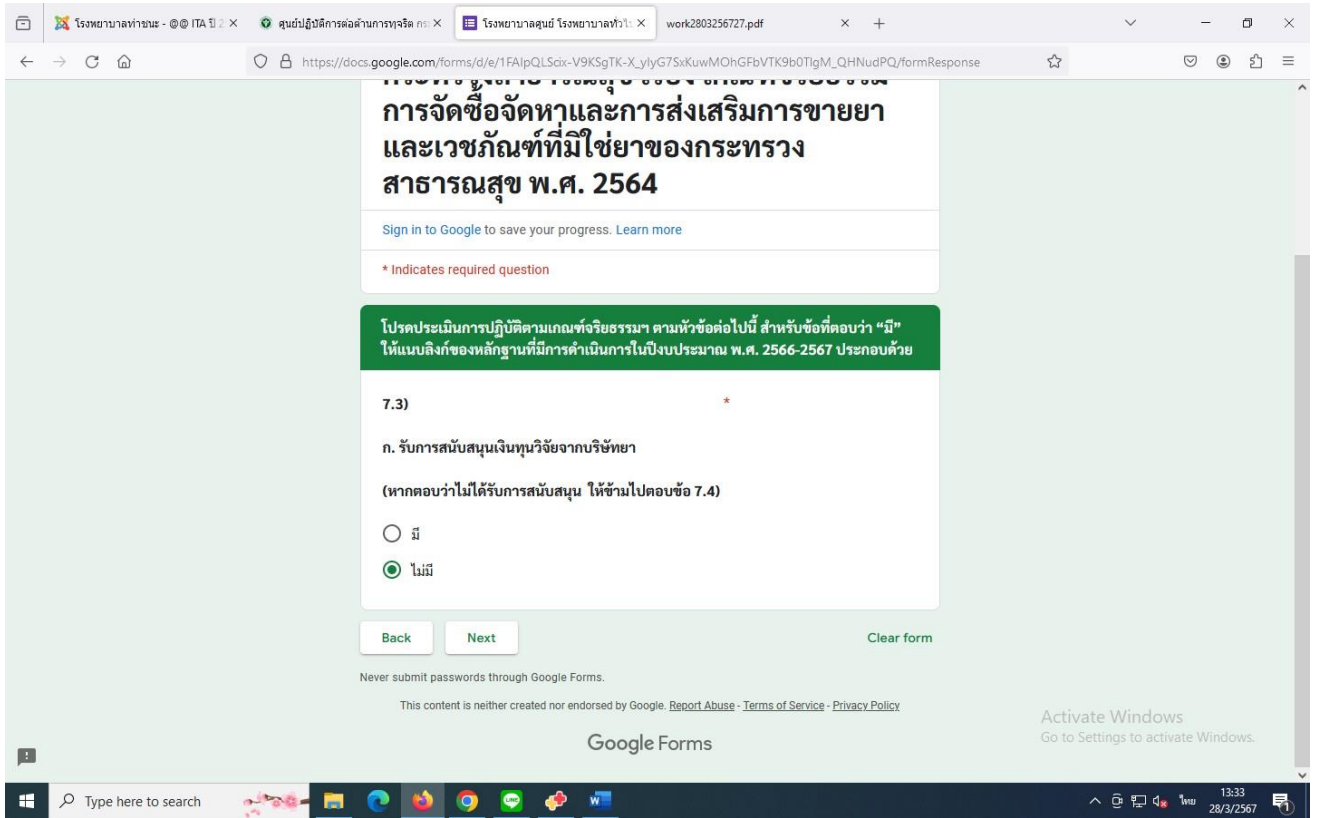 โรงพยาบาลท่าชนะ - @@ ITA ปี 2
ศูนย์ปฏิบัติการต่อต้านการทุจริต กระ
โรงพยาบาลศูนย์ โรงพยาบาลทั่วไป
work2803256727.pdf
https://docs.google.com/forms/d/e/1FAIpQLScix-V9KSgTK-X_ylyG7SxKuwMOhGFbVTK9b0TIgM_QHNudPQ/formResponse
การจัดซื้อจัดหาและการส่งเสริมการขายยา
และเวชภัณฑ์ที่มิใช่ยาของกระทรวง
สาธารณสุข พ.ศ. 2564
Sign in to Google to save your progress. Learn more
* Indicates required question
โปรดประเมินการปฏิบัติตามเกณฑ์จริยธรรมฯ ตามหัวข้อต่อไปนี้ สำหรับข้อที่ตอบว่า “มี”
ให้แนบลิงก์ของหลักฐานที่มีการดำเนินการในปีงบประมาณ พ.ศ. 2566-2567 ประกอบด้วย
7.3) *
ก. รับการสนับสนุนเงินทุนวิจัยจากบริษัทยา
(หากตอบว่าไม่ได้รับการสนับสนุน ให้ข้ามไปตอบข้อ 7.4)
มี
ไม่มี
Back Next Clear form
Never submit passwords through Google Forms.
This content is neither created nor endorsed by Google. Report Abuse - Terms of Service - Privacy Policy
Google Forms
Activate Windows
Go to Settings to activate Windows.
Type here to search
ไทย
13:33
28/3/2567